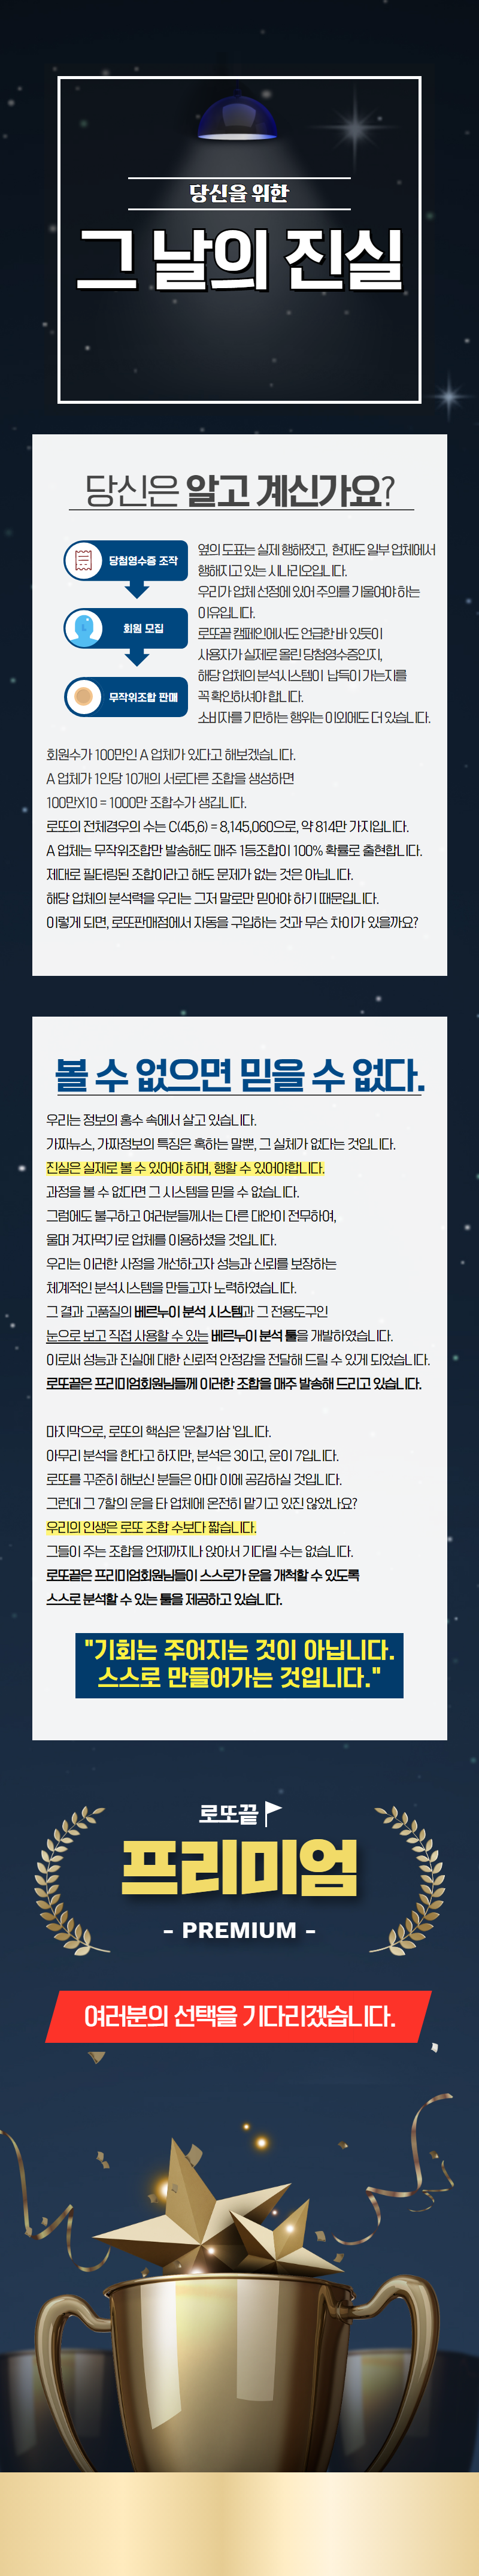 당신을 위한
그 날의 진실
당신은 알고 계신가요?
당첨영수증 조작
회원 모집
무작위조합 판매
옆의 도표는 실제 행해졌고, 현재도 일부 업체에서
행해지고 있는 시나리오입니다.
우리가 업체 선정에 있어 주의를 기울여야 하는
이유입니다.
로또끝 캠페인에서도 언급한 바 있듯이
사용자가 실제로 올린 당첨영수증인지,
해당 업체의 분석시스템이 납득이 가는지를
꼭 확인하셔야 합니다.
소비자를 기만하는 행위는 이외에도 더 있습니다.
회원수가 100만인 A 업체가 있다고 해보겠습니다.
A 업체가 1인당 10개의 서로다른 조합을 생성하면
100만X10 = 1000만 조합수가 생깁니다.
로또의 전체경우의 수는 C(45,6) = 8,145,060으로, 약 814만 가지입니다.
A 업체는 무작위조합만 발송해도 매주 1등조합이 100% 확률로 출현합니다.
제대로 필터링된 조합이라고 해도 문제가 없는 것은 아닙니다.
해당 업체의 분석력을 우리는 그저 말로만 믿어야 하기 때문입니다.
이렇게 되면, 로또판매점에서 자동을 구입하는 것과 무슨 차이가 있을까요?
볼 수 없으면 믿을 수 없다.
우리는 정보의 홍수 속에서 살고 있습니다.
가짜뉴스, 가짜정보의 특징은 혹하는 말뿐, 그 실체가 없다는 것입니다.
진실은 실제로 볼 수 있어야 하며, 행할 수 있어야합니다.
과정을 볼 수 없다면 그 시스템을 믿을 수 없습니다.
그럼에도 불구하고 여러분들께서는 다른 대안이 전무하여,
울며 겨자먹기로 업체를 이용하셨을 것입니다.
우리는 이러한 사정을 개선하고자 성능과 신뢰를 보장하는
체계적인 분석시스템을 만들고자 노력하였습니다.
그 결과 고품질의 베르누이 분석 시스템과 그 전용도구인
눈으로 보고 직접 사용할 수 있는 베르누이 분석 툴을 개발하였습니다.
이로써 성능과 진실에 대한 신뢰적 안정감을 전달해 드릴 수 있게 되었습니다.
로또끝은 프리미엄회원님들께 이러한 조합을 매주 발송해 드리고 있습니다.
마지막으로, 로또의 핵심은 '운칠기삼 '입니다.
아무리 분석을 한다고 하지만, 분석은 3이고, 운이 7입니다.
로또를 꾸준히 해보신 분들은 아마 이에 공감하실 것입니다.
그런데 그 7할의 운을 타 업체에 온전히 맡기고 있진 않았나요?
우리의 인생은 로또 조합 수보다 짧습니다.
그들이 주는 조합을 언제까지나 앉아서 기다릴 수는 없습니다.
로또끝은 프리미엄회원님들이 스스로가 운을 개척할 수 있도록
스스로 분석할 수 있는 툴을 제공하고 있습니다.
"기회는 주어지는 것이 아닙니다.
스스로 만들어가는 것입니다."
로또끝
프리미엄
- PREMIUM -
여러분의 선택을 기다리겠습니다.